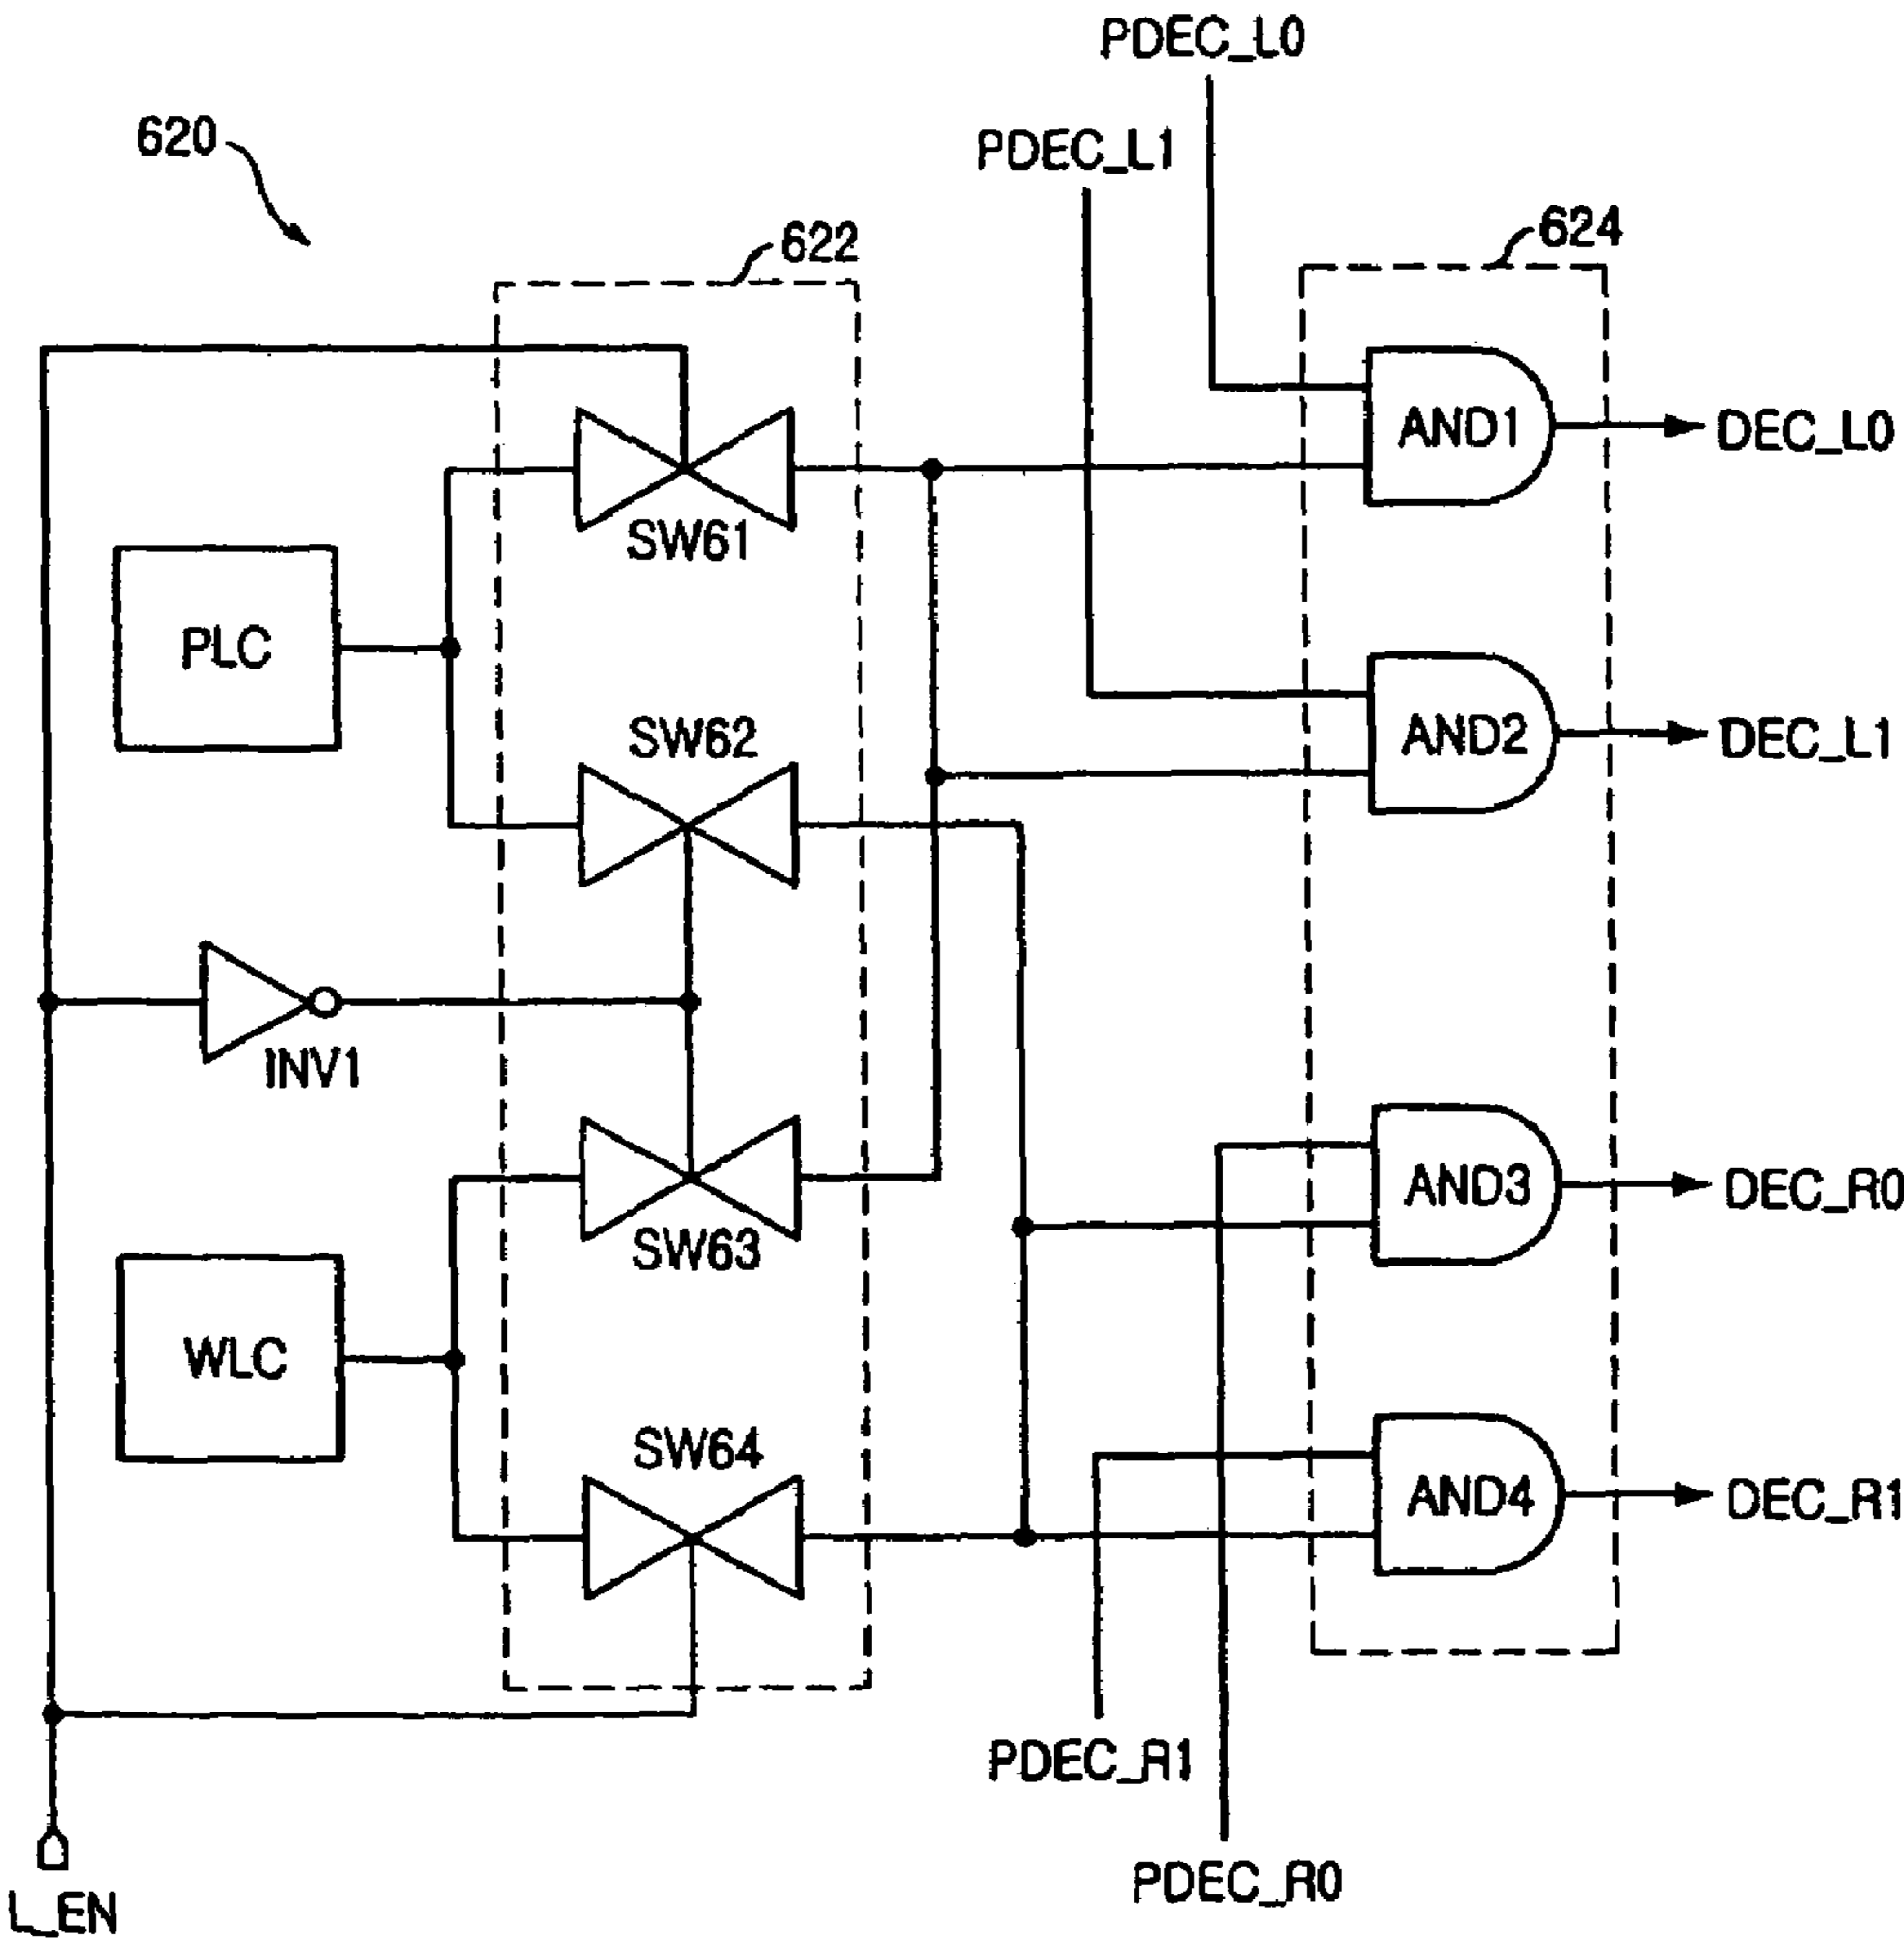 PDEC_L0
620
PDEC_L1
622
624
AND1
DEC_L0
SW61
PLC
SW62
AND2
DEC_L1
INV1
AND3
DEC_R0
SW63
WLC
SW64
AND4
DEC_R1
PDEC_R1
PDEC_R0
L_EN